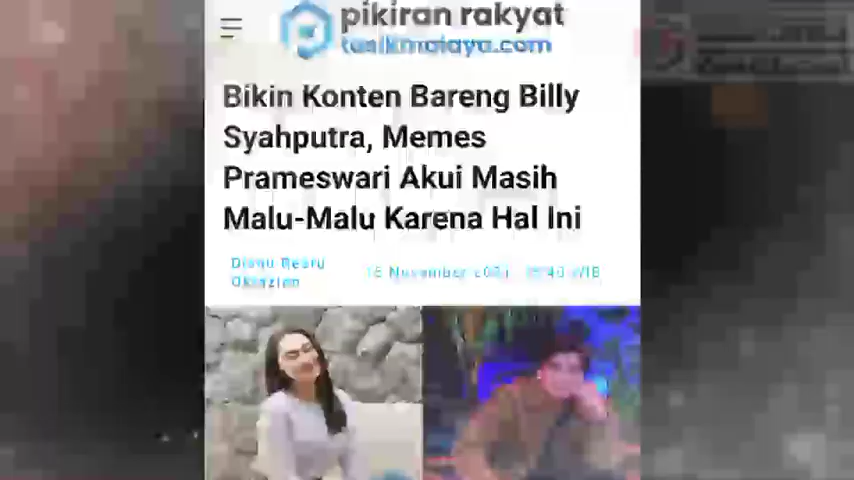 pikiran rakyat
tasikmalaya.com
Bikin Konten Bareng Billy
Syahputra, Memes
Prameswari Akui Masih
Malu-Malu Karena Hal Ini
November
WIB